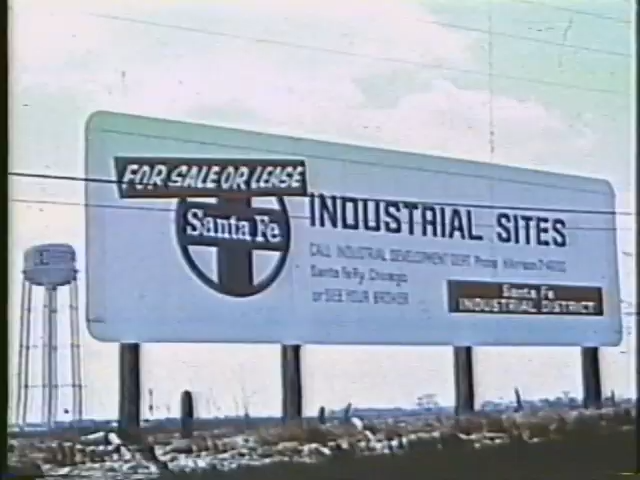 FOR SALE OR LEASE
Santa Fe
INDUSTRIAL SITES
CALL INDUSTRIAL DEVELOPMENT DEPT. Phone
Santa Fe Ry. Chicago
or SEE YOUR BROKER
Santa Fe
INDUSTRIAL DISTRICT